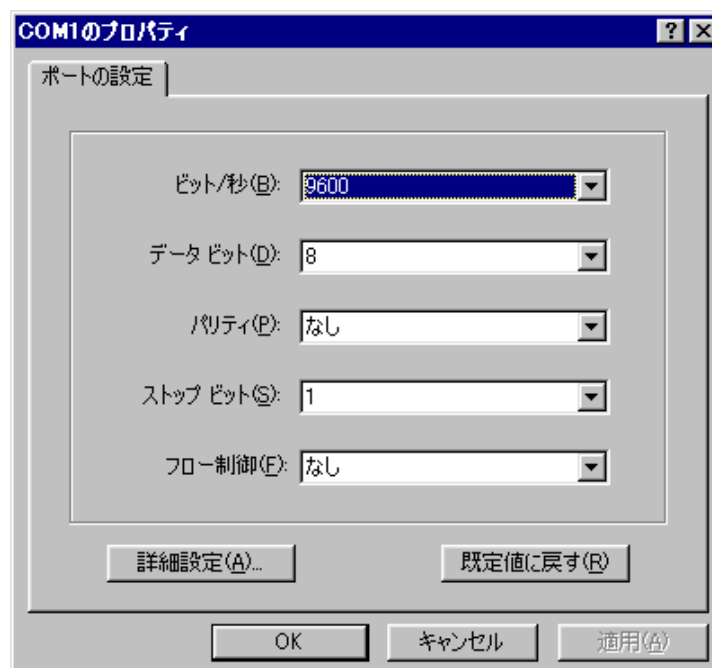 COM1のプロパティ
ポートの設定
ビット/秒(B): 9600
データ ビット(D): 8
パリティ(P): なし
ストップ ビット(S): 1
フロー制御(F): なし
詳細設定(A)... 既定値に戻す(R)
OK キャンセル 適用(A)